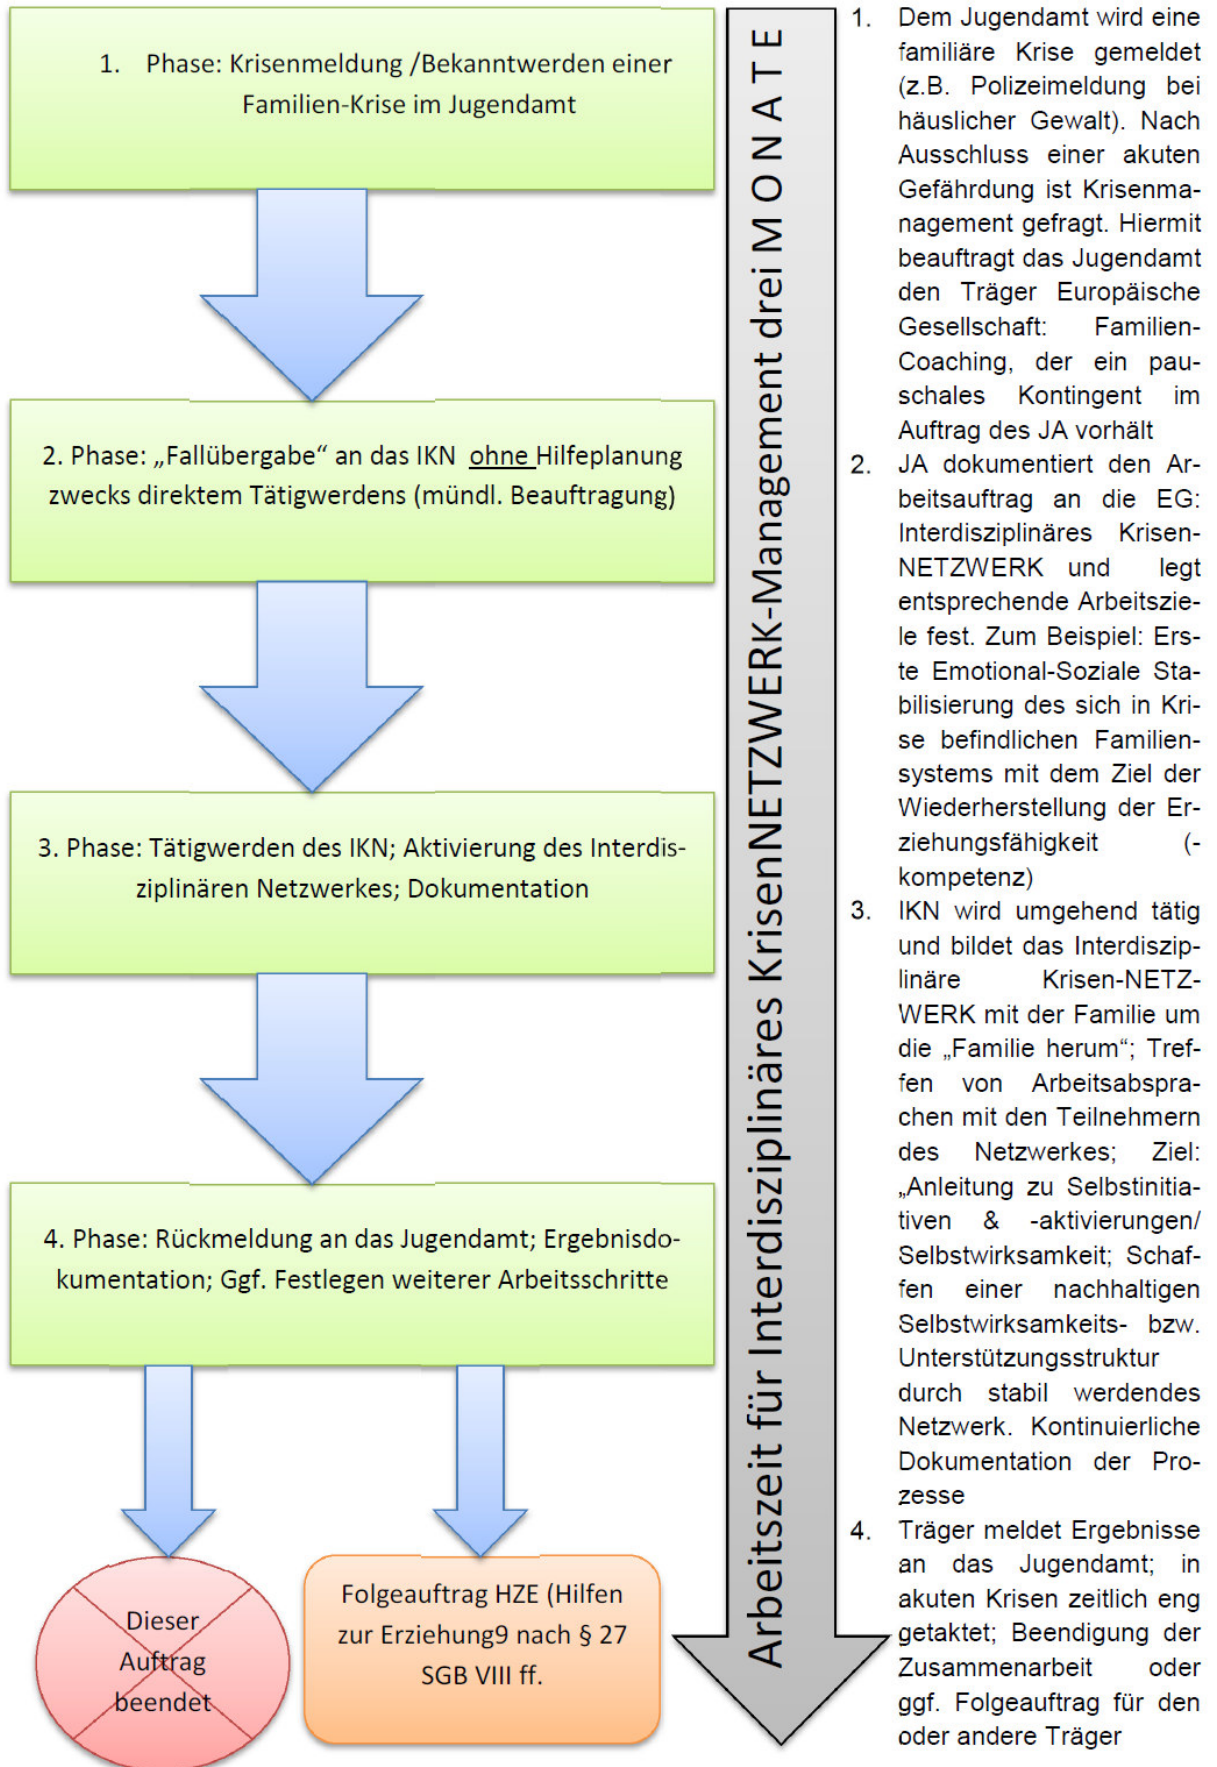 1. Phase: Krisenmeldung /Bekanntwerden einer
Familien-Krise im Jugendamt
2. Phase: „Fallübergabe“ an das IKN ohne Hilfeplanung
zwecks direktem Tätigwerdens (mündl. Beauftragung)
3. Phase: Tätigwerden des IKN; Aktivierung des Interdis-
ziplinären Netzwerkes; Dokumentation
4. Phase: Rückmeldung an das Jugendamt; Ergebnisdo-
kumentation; Ggf. Festlegen weiterer Arbeitsschritte
Dieser
Auftrag
beendet
Folgeauftrag HZE (Hilfen
zur Erziehung9 nach § 27
SGB VIII ff.
Arbeitszeit für Interdisziplinäres KrisenNETZWERK-Management drei M O N A T E
1. Dem Jugendamt wird eine
familiäre Krise gemeldet
(z.B. Polizeimeldung bei
häuslicher Gewalt). Nach
Ausschluss einer akuten
Gefährdung ist Krisenma-
nagement gefragt. Hiermit
beauftragt das Jugendamt
den Träger Europäische
Gesellschaft: Familien-
Coaching, der ein pau-
schales Kontingent im
Auftrag des JA vorhält
2. JA dokumentiert den Ar-
beitsauftrag an die EG:
Interdisziplinäres Krisen-
NETZWERK und legt
entsprechende Arbeitszie-
le fest. Zum Beispiel: Ers-
te Emotional-Soziale Sta-
bilisierung des sich in Kri-
se befindlichen Familien-
systems mit dem Ziel der
Wiederherstellung der Er-
ziehungsfähigkeit (-
kompetenz)
3. IKN wird umgehend tätig
und bildet das Interdiszip-
linäre Krisen-NETZ-
WERK mit der Familie um
die „Familie herum“; Tref-
fen von Arbeitsabspra-
chen mit den Teilnehmern
des Netzwerkes; Ziel:
„Anleitung zu Selbstinitia-
tiven & -aktivierungen/
Selbstwirksamkeit; Schaf-
fen einer nachhaltigen
Selbstwirksamkeits- bzw.
Unterstützungsstruktur
durch stabil werdendes
Netzwerk. Kontinuierliche
Dokumentation der Pro-
zesse
4. Träger meldet Ergebnisse
an das Jugendamt; in
akuten Krisen zeitlich eng
getaktet; Beendigung der
Zusammenarbeit oder
ggf. Folgeauftrag für den
oder andere Träger